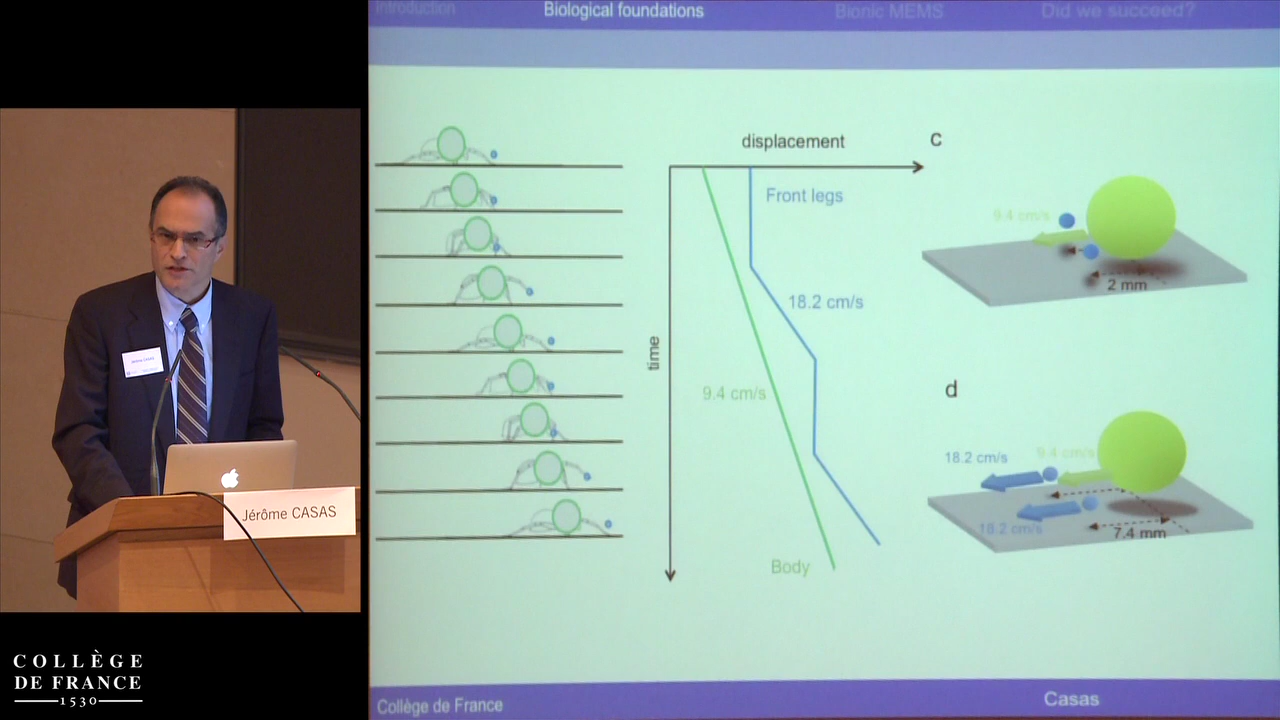 Introduction
Biological foundations
Bionic MEMS
Did we succeed?
displacement
c
Front legs
9.4 cm/s
2 mm
18.2 cm/s
time
d
9.4 cm/s
18.2 cm/s
9.4 cm/s
18.2 cm/s
7.4 mm
Body
Jérôme CASAS
Jérôme CASAS
COLLÈGE
DE FRANCE
1530
Collège de France
Casas